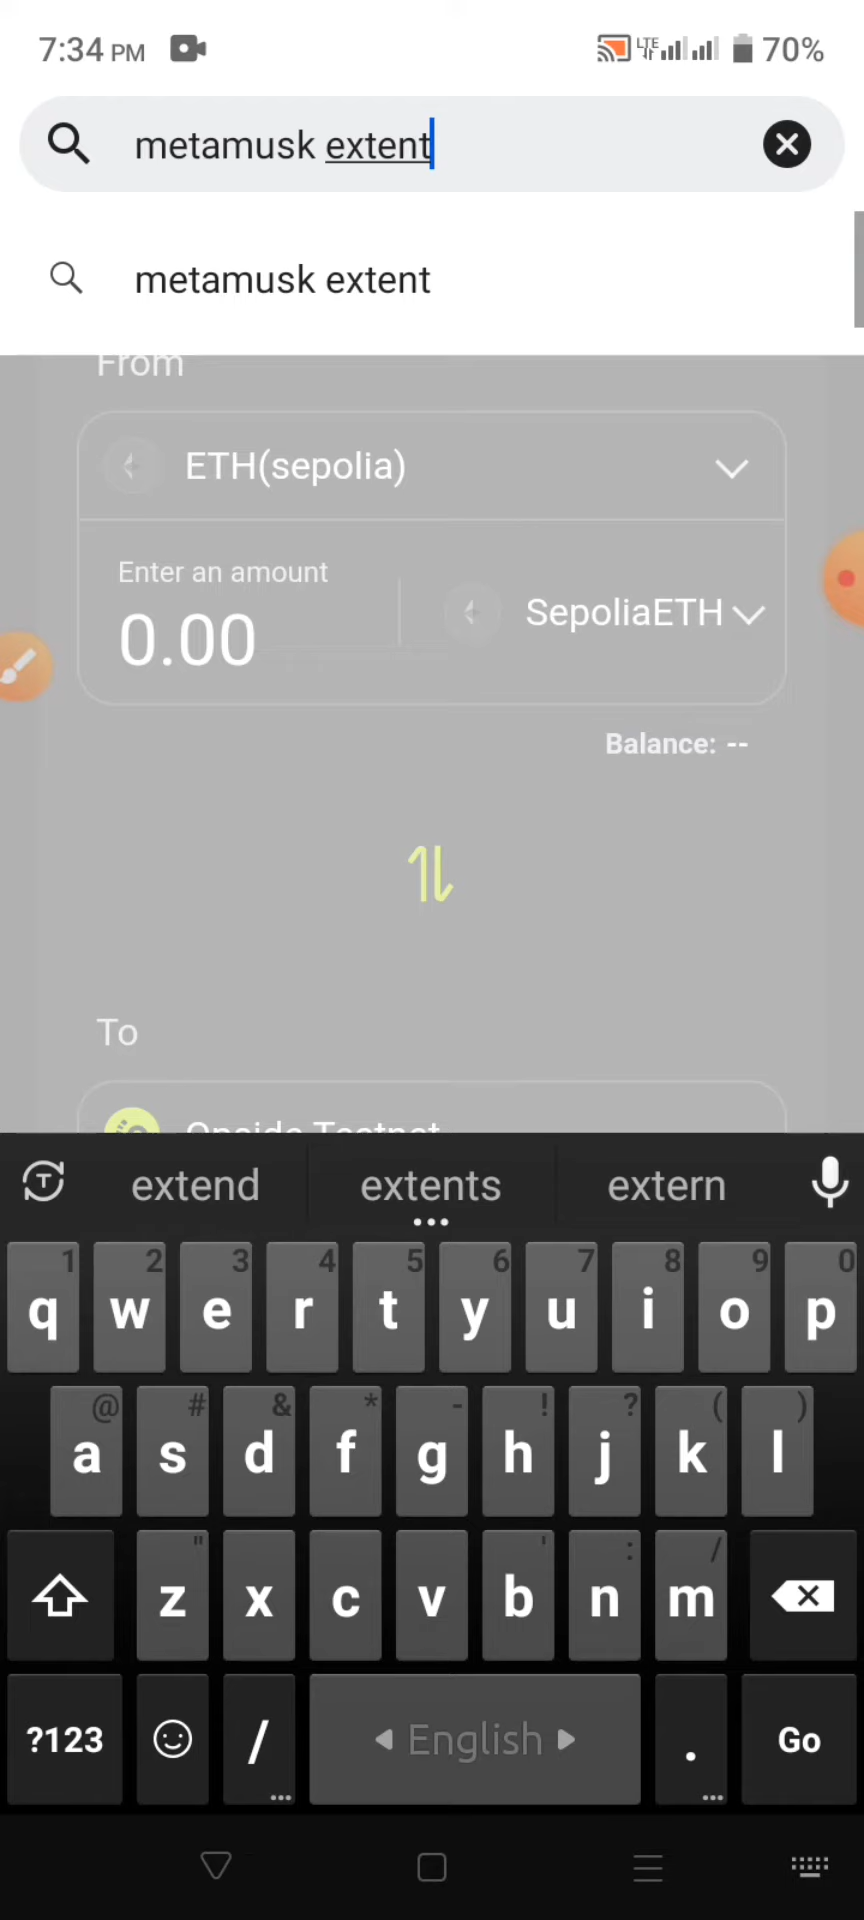 7:34 PM LTE 70%
metamusk extent
metamusk extent
From
ETH(sepolia)
Enter an amount
0.00
SepoliaETH
Balance: --
To
Opside Testnet
T extend extents extern
1 2 3 4 5 6 7 8 9 0
q w e r t y u i o p
@ # & * - ! ? ( )
a s d f g h j k l
" ' : /
z x c v b n m
?123 / English . Go